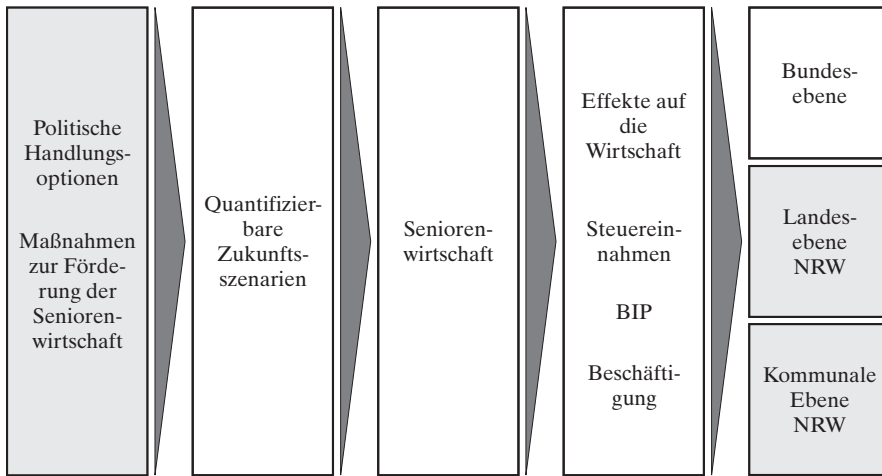 Politische
Handlungs-
optionen
Maßnahmen
zur Förde-
rung der
Senioren-
wirtschaft
Quantifizier-
bare
Zukunfts-
szenarien
Senioren-
wirtschaft
Effekte auf
die
Wirtschaft
Steuerein-
nahmen
BIP
Beschäfti-
gung
Bundes-
ebene
Landes-
ebene
NRW
Kommunale
Ebene
NRW